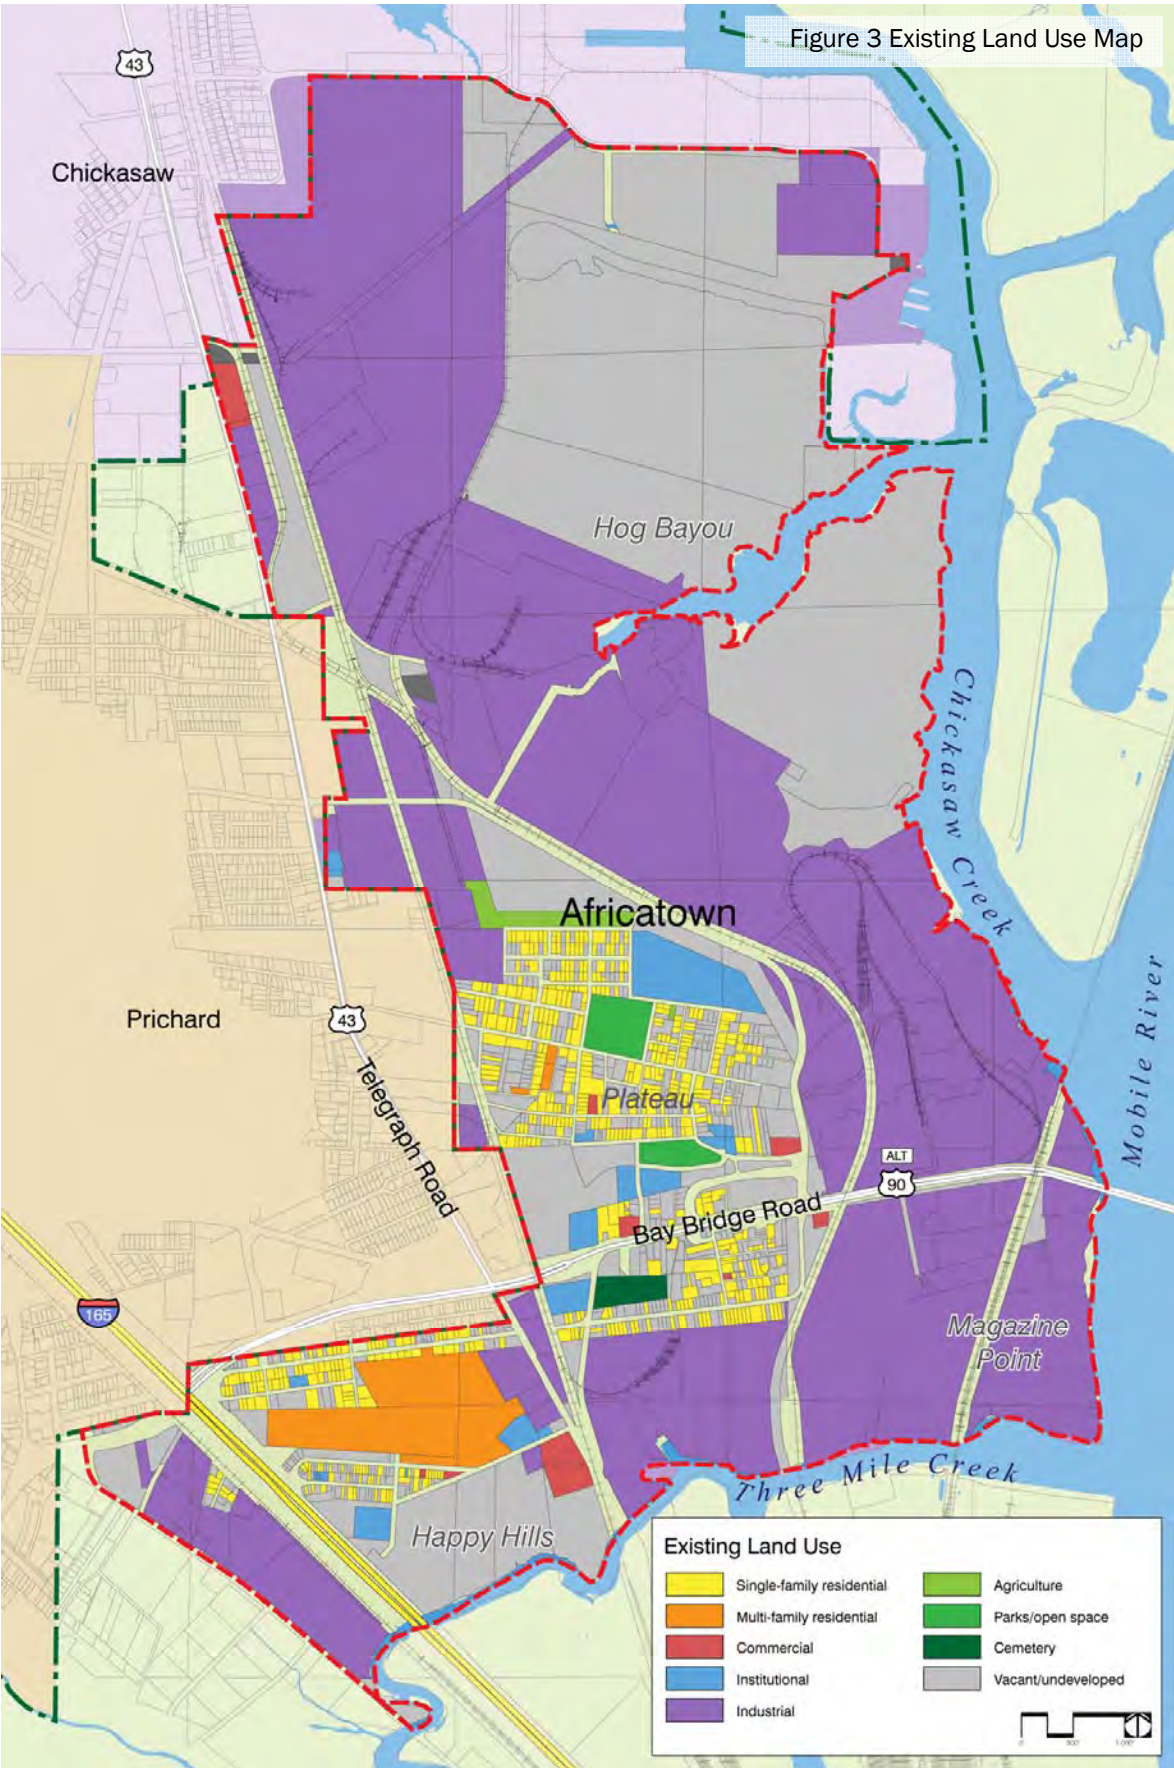 Figure 3 Existing Land Use Map
43
Chickasaw
Hog Bayou
Chickasaw Creek
Africatown
Mobile River
Prichard
43
Telegraph Road
Plateau
ALT
90
Bay Bridge Road
165
Magazine
Point
Three Mile Creek
Happy Hills
Existing Land Use
Single-family residential
Multi-family residential
Commercial
Institutional
Industrial
Agriculture
Parks/open space
Cemetery
Vacant/undeveloped
0